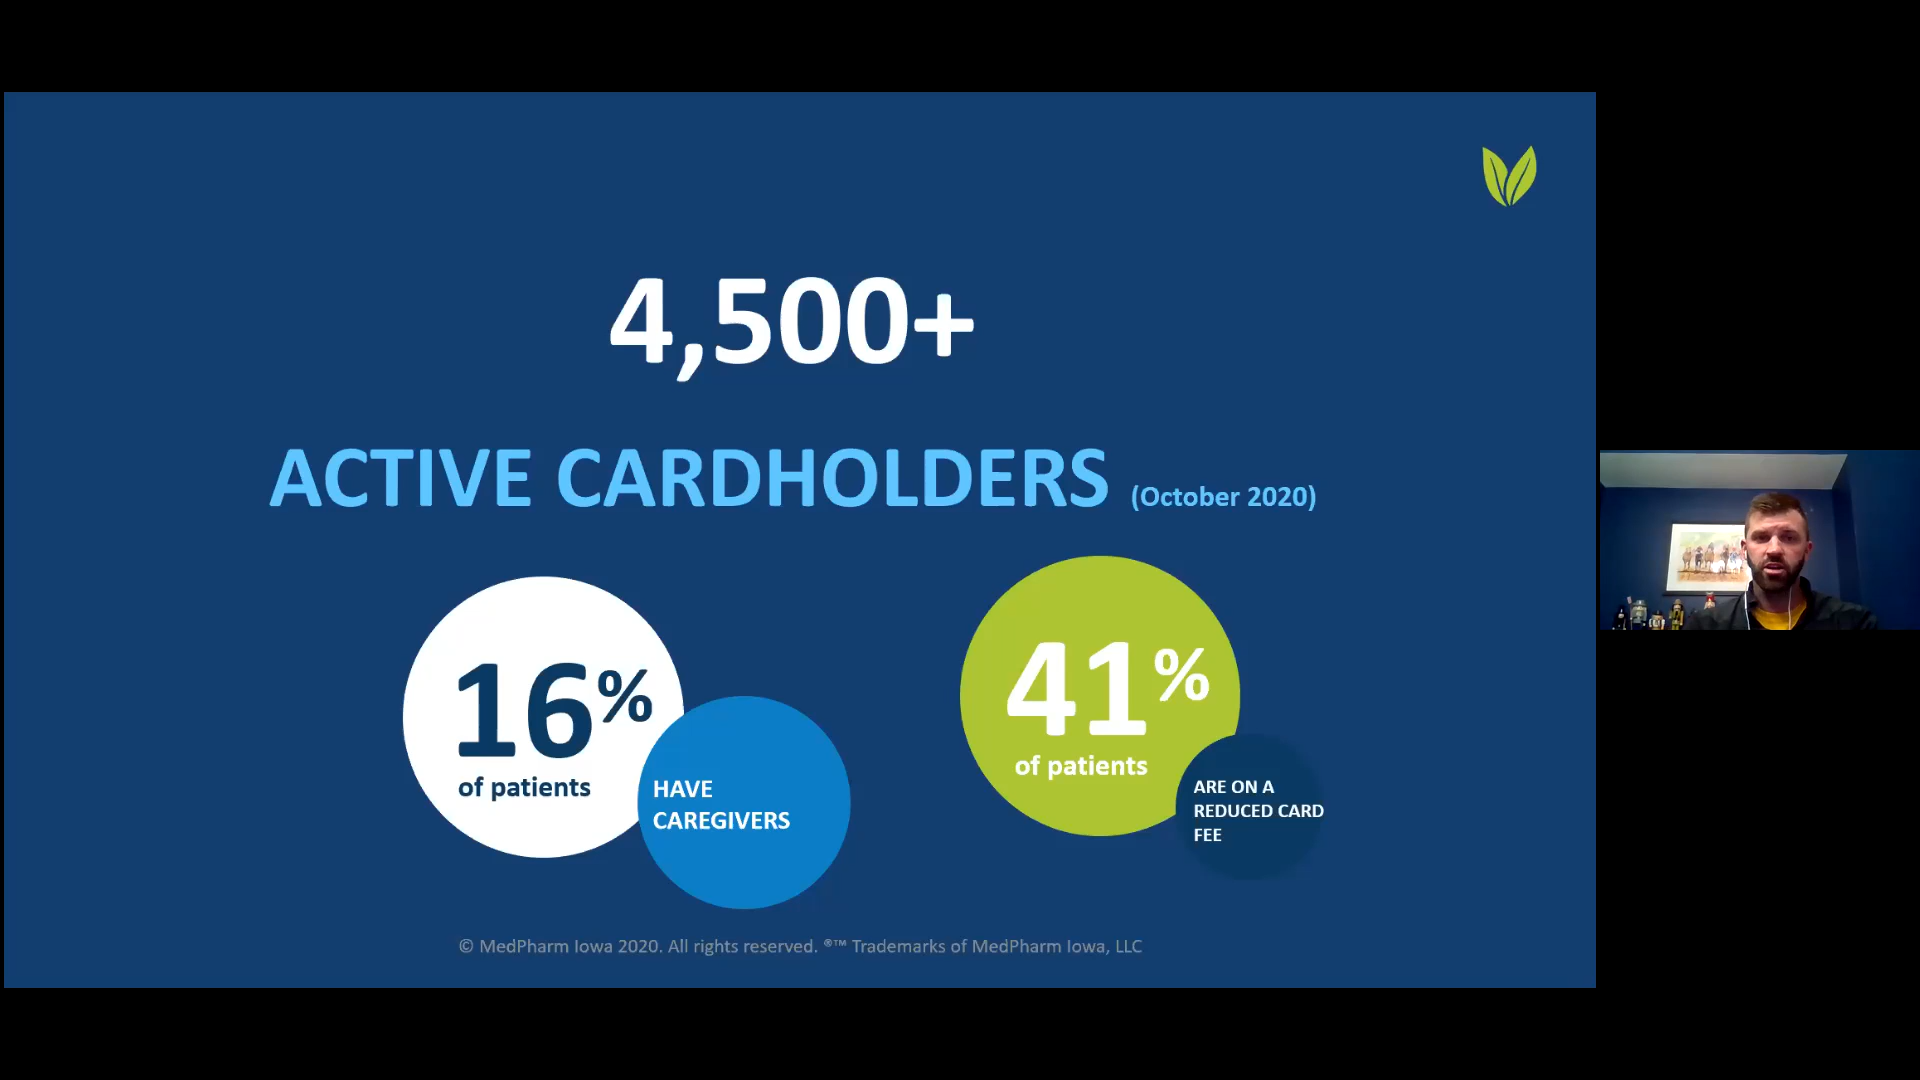 4,500+
ACTIVE CARDHOLDERS (October 2020)
16%
of patients
HAVE
CAREGIVERS
41%
of patients
ARE ON A
REDUCED CARD
FEE
© MedPharm Iowa 2020. All rights reserved. ®™ Trademarks of MedPharm Iowa, LLC